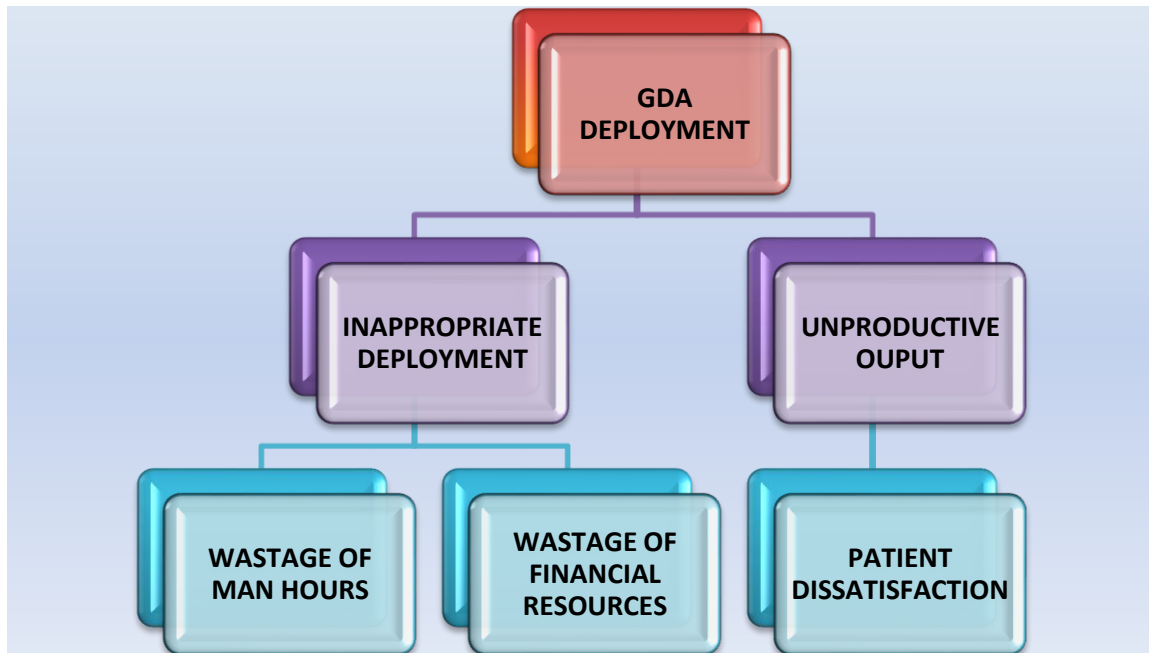 GDA
DEPLOYMENT
INAPPROPRIATE
DEPLOYMENT
UNPRODUCTIVE
OUPUT
WASTAGE OF
MAN HOURS
WASTAGE OF
FINANCIAL
RESOURCES
PATIENT
DISSATISFACTION